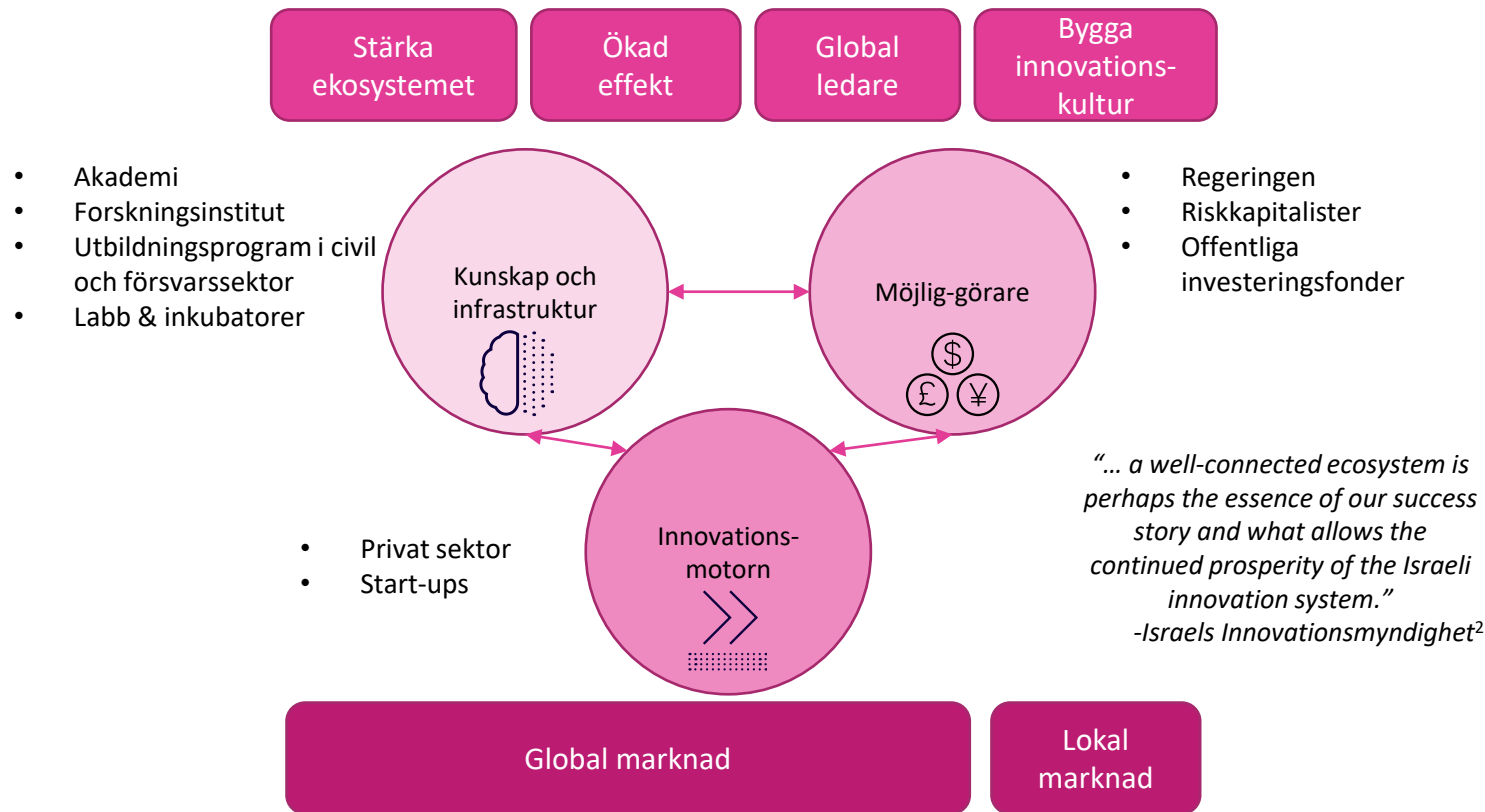 Stärka
ekosystemet
Ökad
effekt
Global
ledare
Bygga
innovations-
kultur
• Akademi
• Forskningsinstitut
• Utbildningsprogram i civil
och försvarssektor
• Labb & inkubatorer
Kunskap och
infrastruktur
Möjlig-görare
$
£ ¥
• Regeringen
• Riskkapitalister
• Offentliga
investeringsfonder
• Privat sektor
• Start-ups
Innovations-
motorn
“… a well-connected ecosystem is
perhaps the essence of our success
story and what allows the
continued prosperity of the Israeli
innovation system.”
-Israels Innovationsmyndighet²
Global marknad
Lokal
marknad